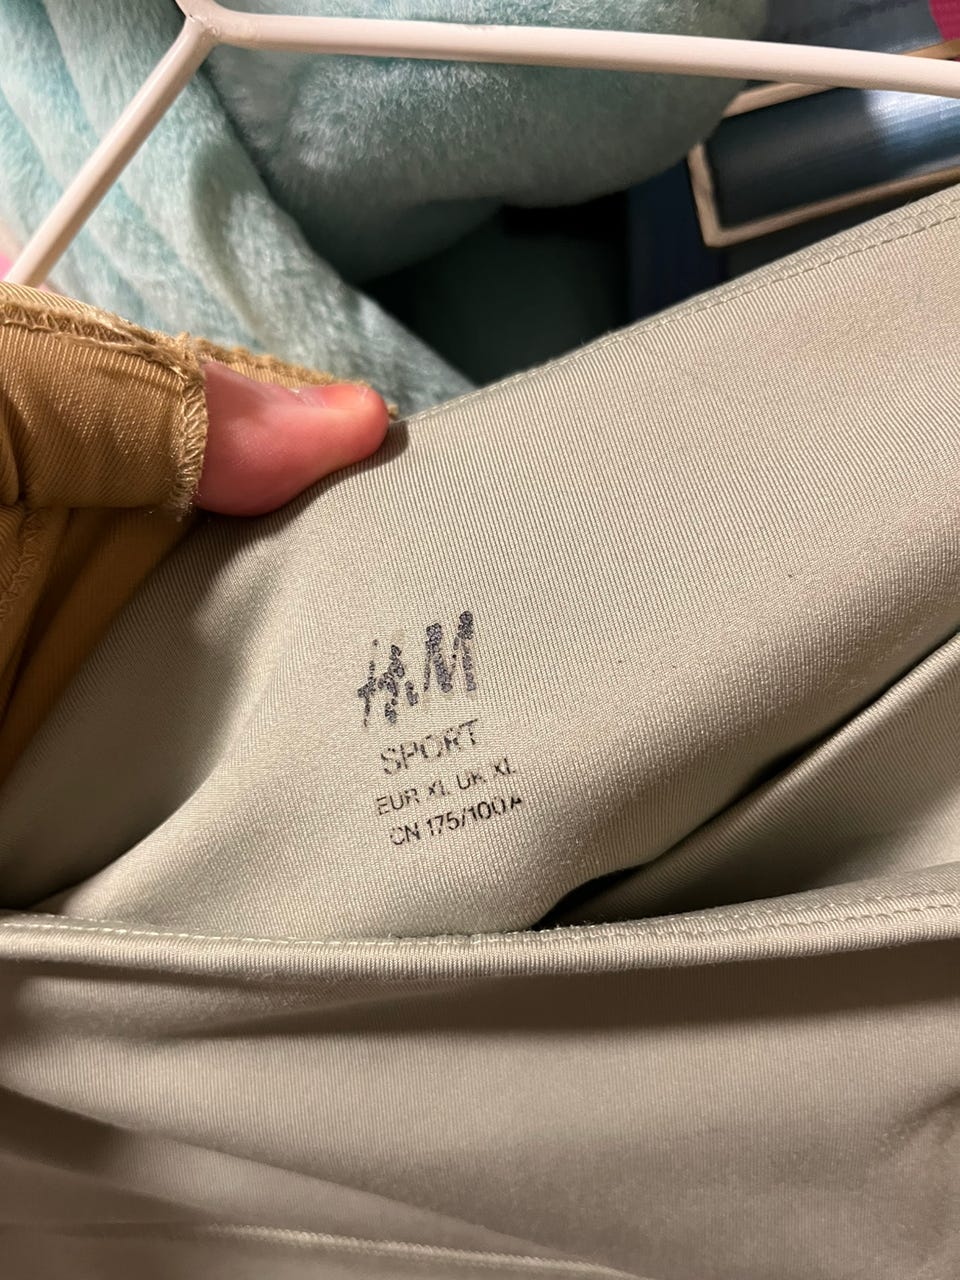 H&M
SPORT
EUR XL UK XL
CN 175/100A